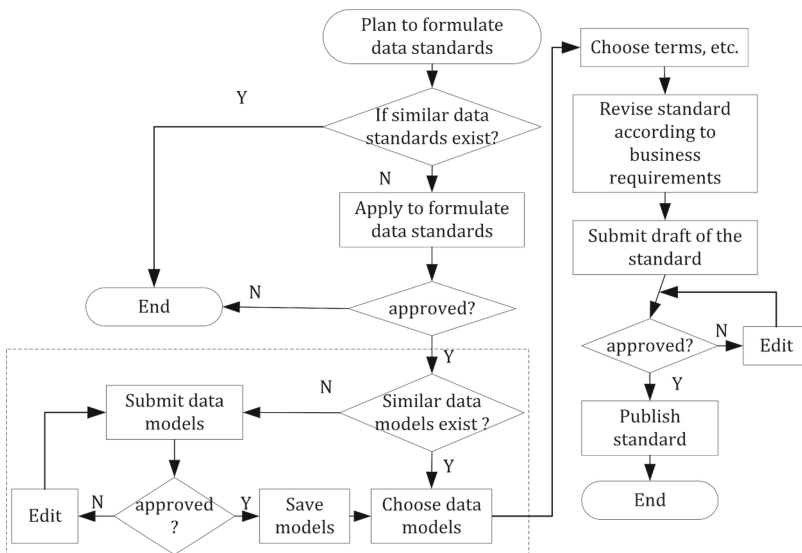 Plan to formulate
data standards
Y
If similar data
standards exist?
N
Apply to formulate
data standards
End
N
approved?
Y
Submit data
models
N
Similar data
models exist ?
Y
Edit
N
approved
?
Y
Save
models
Choose data
models
Choose terms, etc.
Revise standard
according to
business
requirements
Submit draft of the
standard
approved?
N
Edit
Y
Publish
standard
End